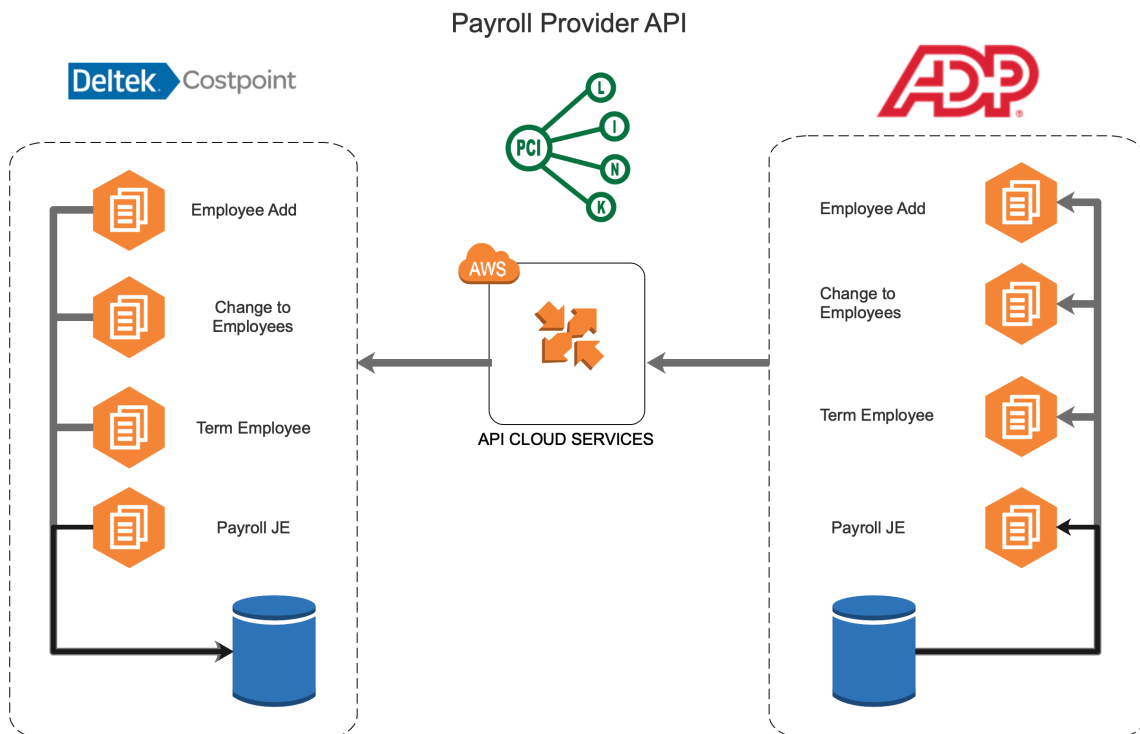 Payroll Provider API
Deltek Costpoint
ADP
L
I
PCI
N
K
Employee Add
Change to
Employees
Term Employee
Payroll JE
AWS
API CLOUD SERVICES
Employee Add
Change to
Employees
Term Employee
Payroll JE